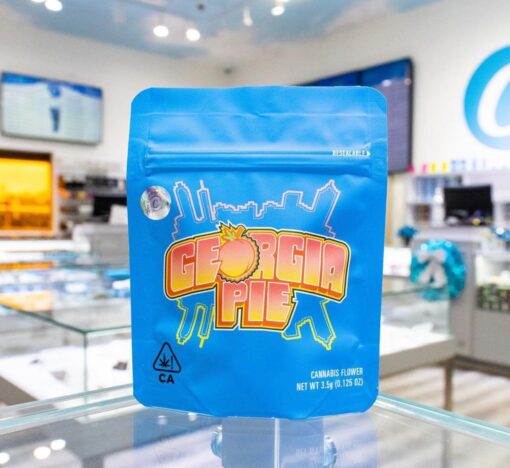 RESEALABLE
GEORGIA
PIE
CANNABIS FLOWER
NET WT 3.5g (0.125 OZ)
CA